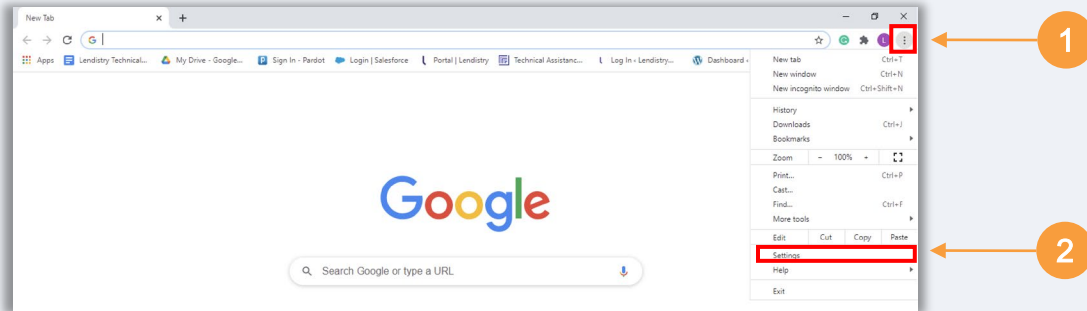 New Tab
G
Apps Lendistry Technical... My Drive - Google... Sign In - Pardot Login | Salesforce Portal | Lendistry Technical Assistanc... Log In ‹ Lendistry... Dashboard ‹
L
1
New tab Ctrl+T
New window Ctrl+N
New incognito window Ctrl+Shift+N
History
Downloads Ctrl+J
Bookmarks
Zoom - 100% +
Print... Ctrl+P
Cast...
Find... Ctrl+F
More tools
Edit Cut Copy Paste
Settings
Help
Exit
2
Google
Search Google or type a URL